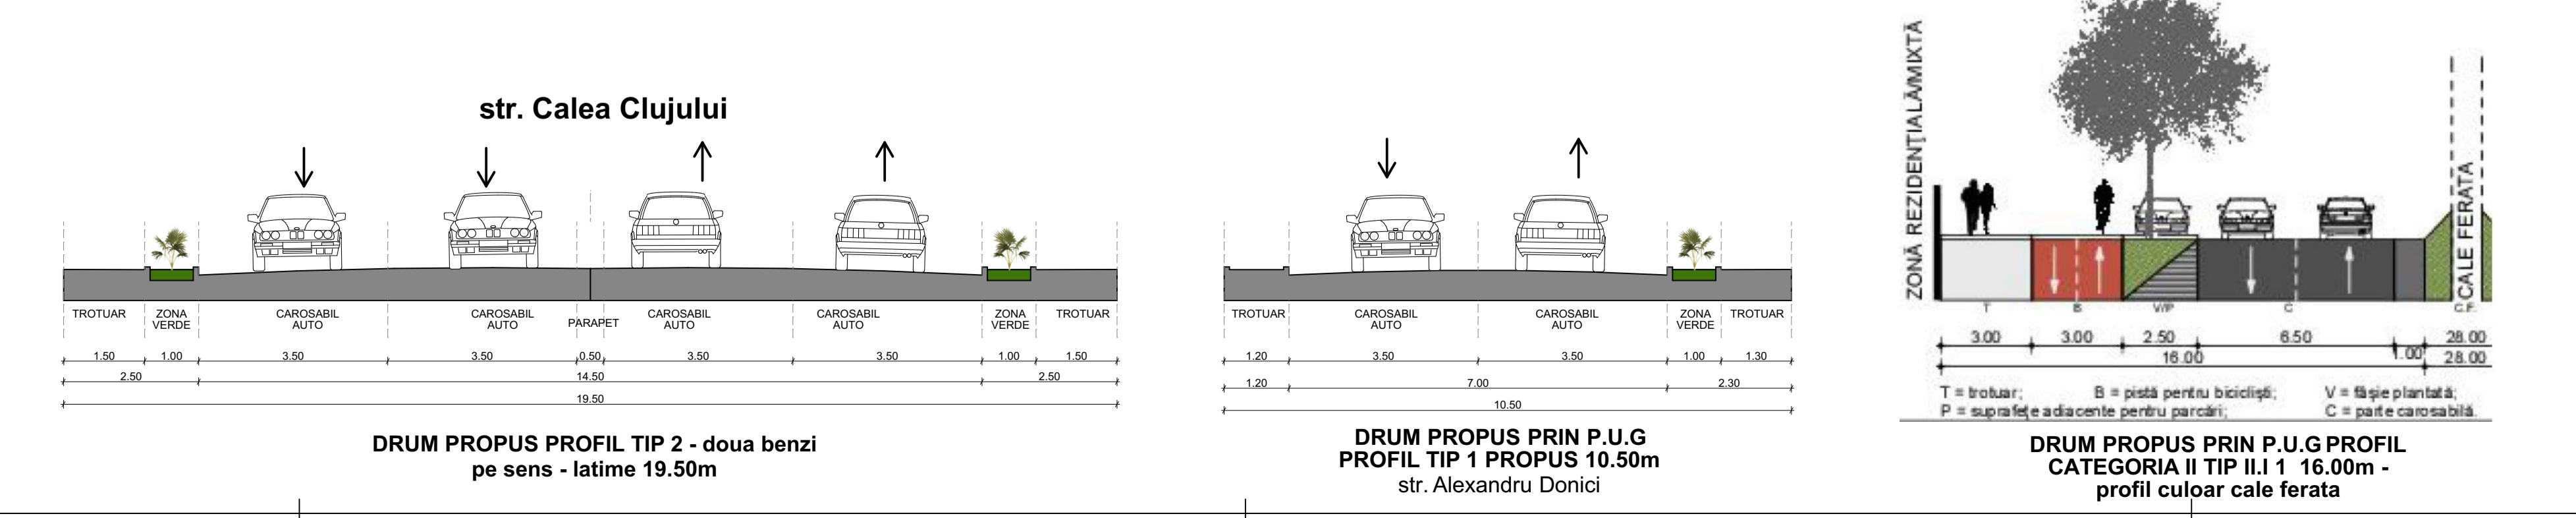 str. Calea Clujului
TROTUAR
ZONA
VERDE
CAROSABIL
AUTO
CAROSABIL
AUTO
PARAPET
CAROSABIL
AUTO
CAROSABIL
AUTO
ZONA
VERDE
TROTUAR
1.50 1.00 3.50 3.50 0.50 3.50 3.50 1.00 1.50
2.50 14.50 2.50
19.50
DRUM PROPUS PROFIL TIP 2 - doua benzi
pe sens - latime 19.50m
TROTUAR
CAROSABIL
AUTO
CAROSABIL
AUTO
ZONA
VERDE
TROTUAR
1.20 3.50 3.50 1.00 1.30
1.20 7.00 2.30
10.50
DRUM PROPUS PRIN P.U.G
PROFIL TIP 1 PROPUS 10.50m
str. Alexandru Donici
ZONĂ REZIDENȚIALĂ/MIXTĂ
CALE FERATA
T B V/P C C.F.
3.00 3.00 2.50 6.50 1.00 28.00
16.00 28.00
T = trotuar; B = pistă pentru bicicliști; V = fâșie plantată;
P = suprafețe adiacente pentru parcări; C = parte carosabilă.
DRUM PROPUS PRIN P.U.G PROFIL
CATEGORIA II TIP II.I 1 16.00m -
profil culoar cale ferata